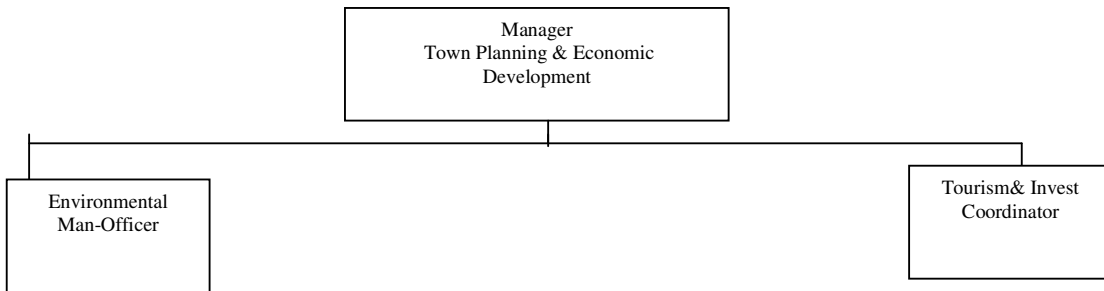 Manager
Town Planning & Economic
Development
Environmental
Man-Officer
Tourism& Invest
Coordinator